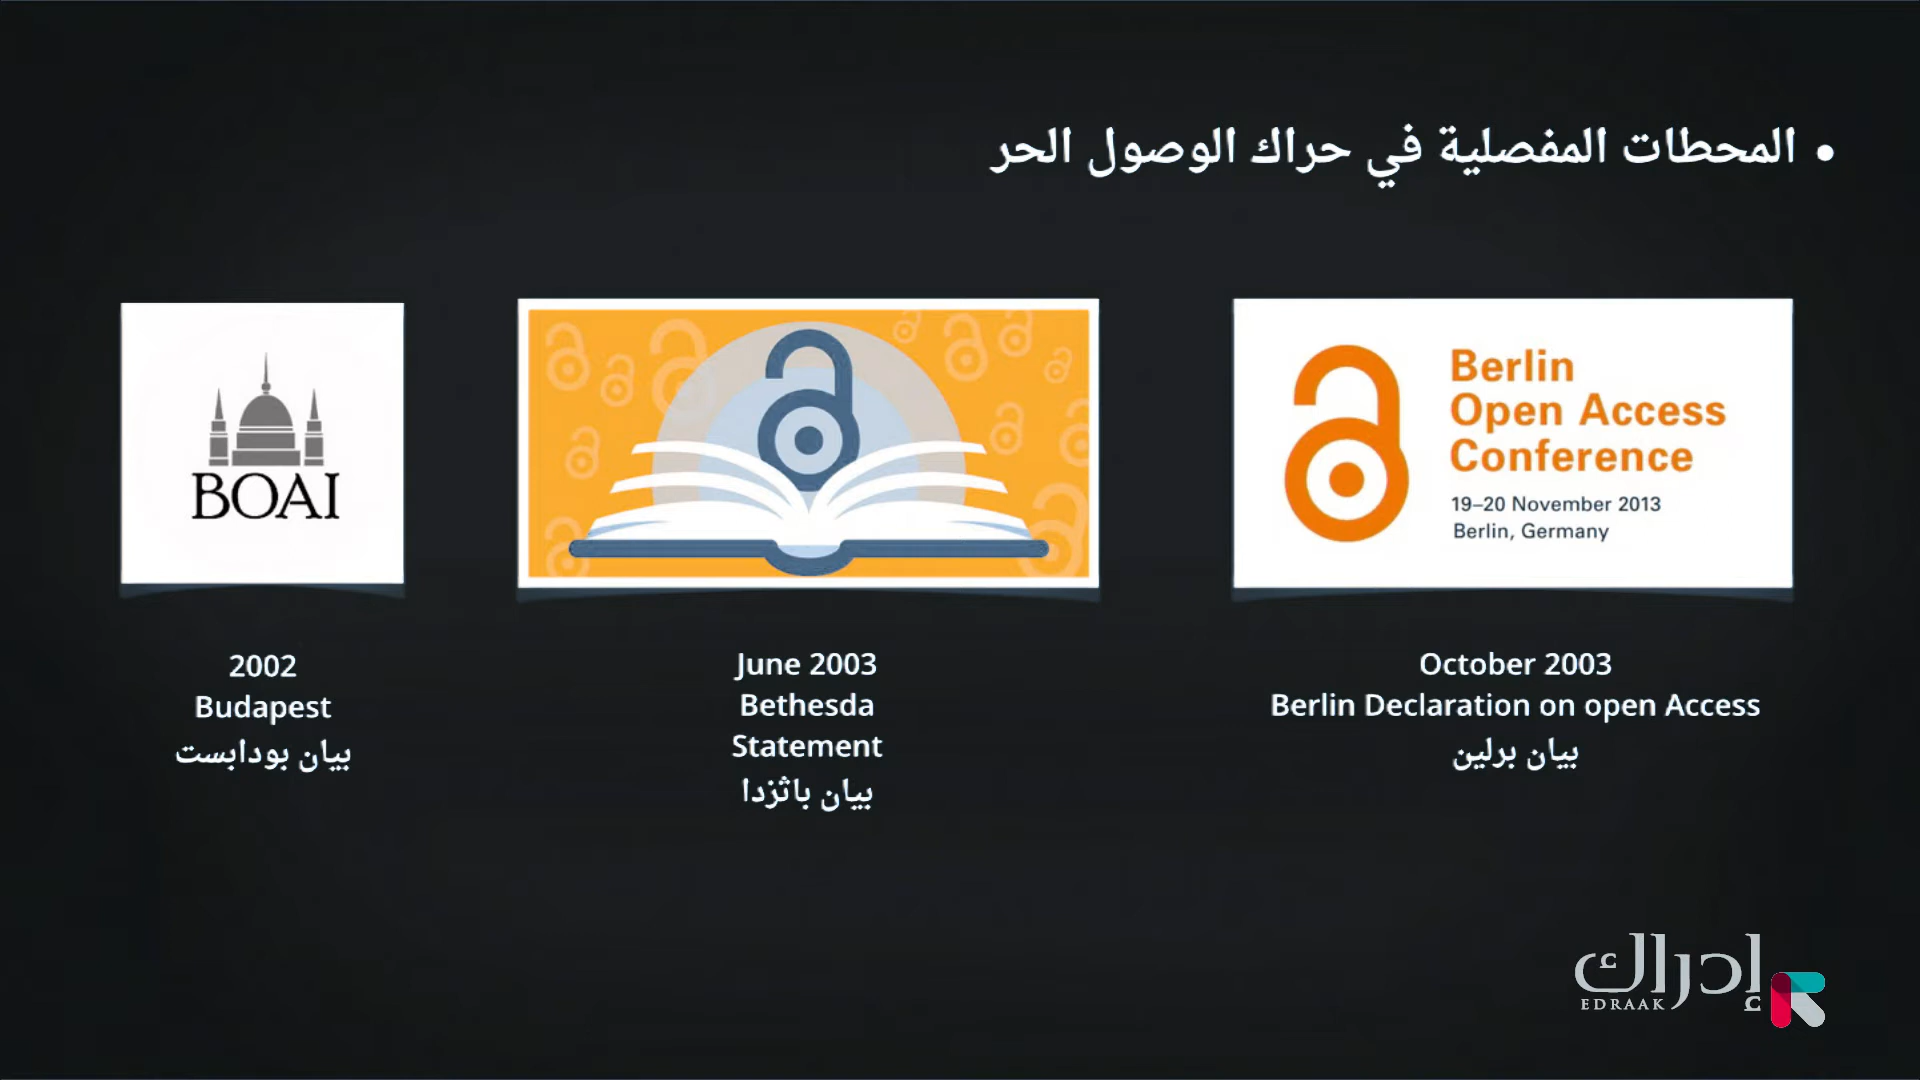 • المحطات المفصلية في حراك الوصول الحر
BOAI
2002
Budapest
بيان بودابست
June 2003
Bethesda
Statement
بيان باثزدا
Berlin
Open Access
Conference
19–20 November 2013
Berlin, Germany
October 2003
Berlin Declaration on open Access
بيان برلين
إدراك
EDRAAK